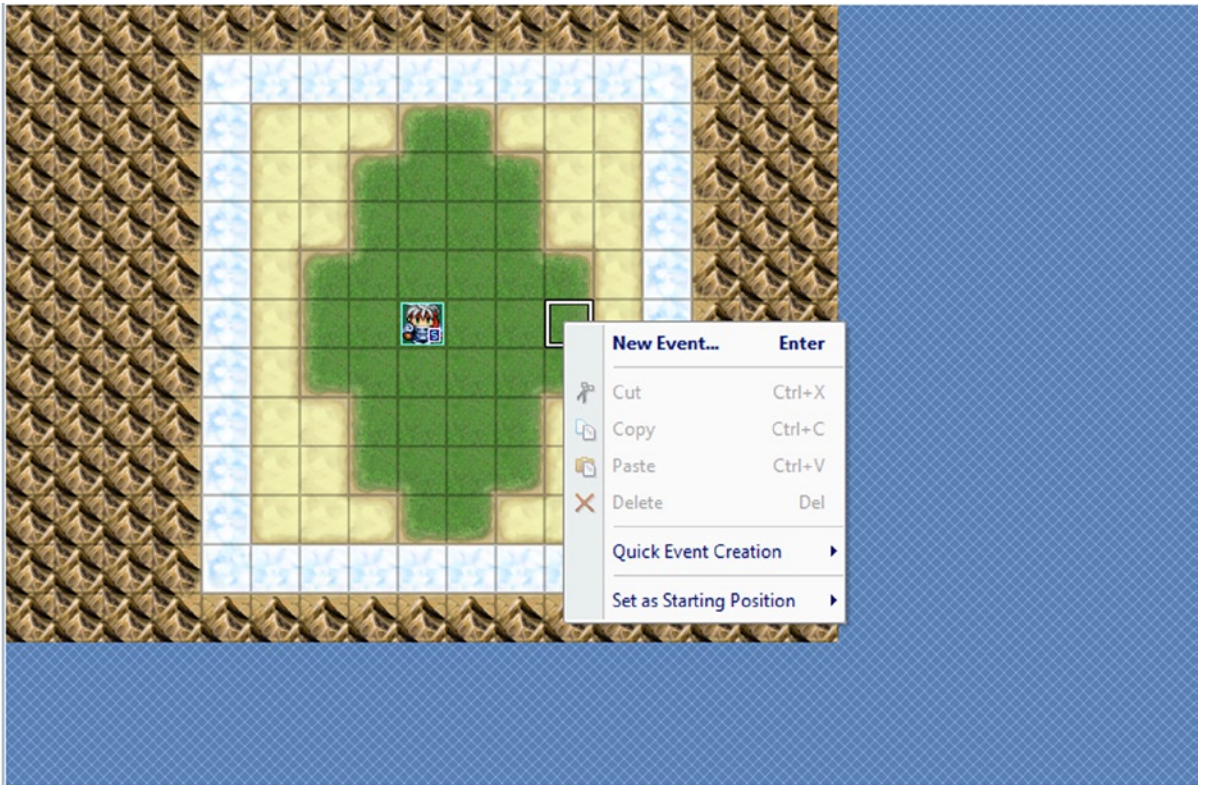 New Event... Enter
Cut Ctrl+X
Copy Ctrl+C
Paste Ctrl+V
Delete Del
Quick Event Creation
Set as Starting Position
S